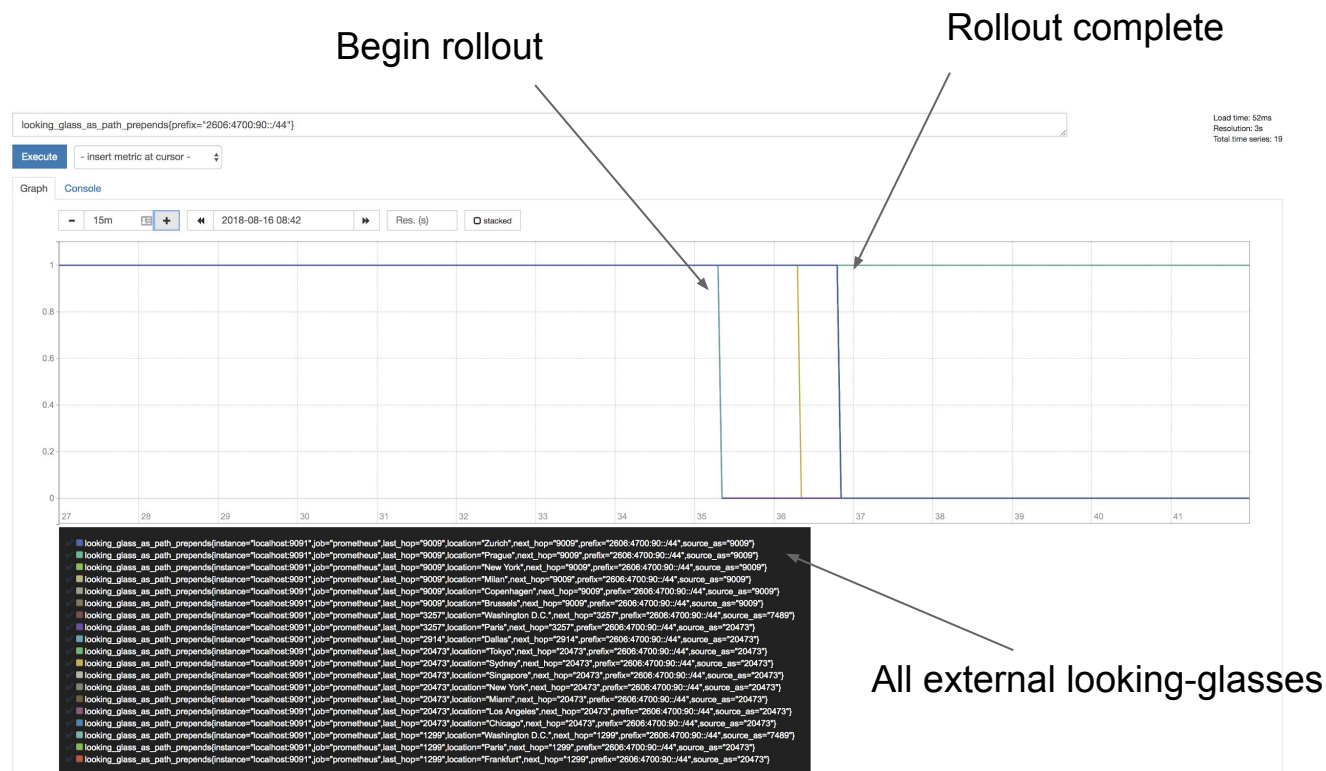 Begin rollout
Rollout complete
looking_glass_as_path_prepends{prefix="2606:4700:90::/44"}
Load time: 52ms
Resolution: 3s
Total time series: 19
Execute
- insert metric at cursor -
Graph
Console
15m
2018-08-16 08:42
Res. (s)
stacked
1
0.8
0.6
0.4
0.2
0
27 28 29 30 31 32 33 34 35 36 37 38 39 40 41
looking_glass_as_path_prepends{instance="localhost:9091",job="prometheus",last_hop="9009",location="Zurich",next_hop="9009",prefix="2606:4700:90::/44",source_as="9009"}
looking_glass_as_path_prepends{instance="localhost:9091",job="prometheus",last_hop="9009",location="Prague",next_hop="9009",prefix="2606:4700:90::/44",source_as="9009"}
looking_glass_as_path_prepends{instance="localhost:9091",job="prometheus",last_hop="9009",location="New York",next_hop="9009",prefix="2606:4700:90::/44",source_as="9009"}
looking_glass_as_path_prepends{instance="localhost:9091",job="prometheus",last_hop="9009",location="Milan",next_hop="9009",prefix="2606:4700:90::/44",source_as="9009"}
looking_glass_as_path_prepends{instance="localhost:9091",job="prometheus",last_hop="9009",location="Copenhagen",next_hop="9009",prefix="2606:4700:90::/44",source_as="9009"}
looking_glass_as_path_prepends{instance="localhost:9091",job="prometheus",last_hop="9009",location="Brussels",next_hop="9009",prefix="2606:4700:90::/44",source_as="9009"}
looking_glass_as_path_prepends{instance="localhost:9091",job="prometheus",last_hop="3257",location="Washington D.C.",next_hop="3257",prefix="2606:4700:90::/44",source_as="7489"}
looking_glass_as_path_prepends{instance="localhost:9091",job="prometheus",last_hop="3257",location="Paris",next_hop="3257",prefix="2606:4700:90::/44",source_as="20473"}
looking_glass_as_path_prepends{instance="localhost:9091",job="prometheus",last_hop="2914",location="Dallas",next_hop="2914",prefix="2606:4700:90::/44",source_as="20473"}
looking_glass_as_path_prepends{instance="localhost:9091",job="prometheus",last_hop="20473",location="Tokyo",next_hop="20473",prefix="2606:4700:90::/44",source_as="20473"}
looking_glass_as_path_prepends{instance="localhost:9091",job="prometheus",last_hop="20473",location="Sydney",next_hop="20473",prefix="2606:4700:90::/44",source_as="20473"}
looking_glass_as_path_prepends{instance="localhost:9091",job="prometheus",last_hop="20473",location="Singapore",next_hop="20473",prefix="2606:4700:90::/44",source_as="20473"}
looking_glass_as_path_prepends{instance="localhost:9091",job="prometheus",last_hop="20473",location="New York",next_hop="20473",prefix="2606:4700:90::/44",source_as="20473"}
looking_glass_as_path_prepends{instance="localhost:9091",job="prometheus",last_hop="20473",location="Miami",next_hop="20473",prefix="2606:4700:90::/44",source_as="20473"}
looking_glass_as_path_prepends{instance="localhost:9091",job="prometheus",last_hop="20473",location="Los Angeles",next_hop="20473",prefix="2606:4700:90::/44",source_as="20473"}
looking_glass_as_path_prepends{instance="localhost:9091",job="prometheus",last_hop="20473",location="Chicago",next_hop="20473",prefix="2606:4700:90::/44",source_as="20473"}
looking_glass_as_path_prepends{instance="localhost:9091",job="prometheus",last_hop="1299",location="Washington D.C.",next_hop="1299",prefix="2606:4700:90::/44",source_as="7489"}
looking_glass_as_path_prepends{instance="localhost:9091",job="prometheus",last_hop="1299",location="Paris",next_hop="1299",prefix="2606:4700:90::/44",source_as="20473"}
looking_glass_as_path_prepends{instance="localhost:9091",job="prometheus",last_hop="1299",location="Frankfurt",next_hop="1299",prefix="2606:4700:90::/44",source_as="20473"}
All external looking-glasses